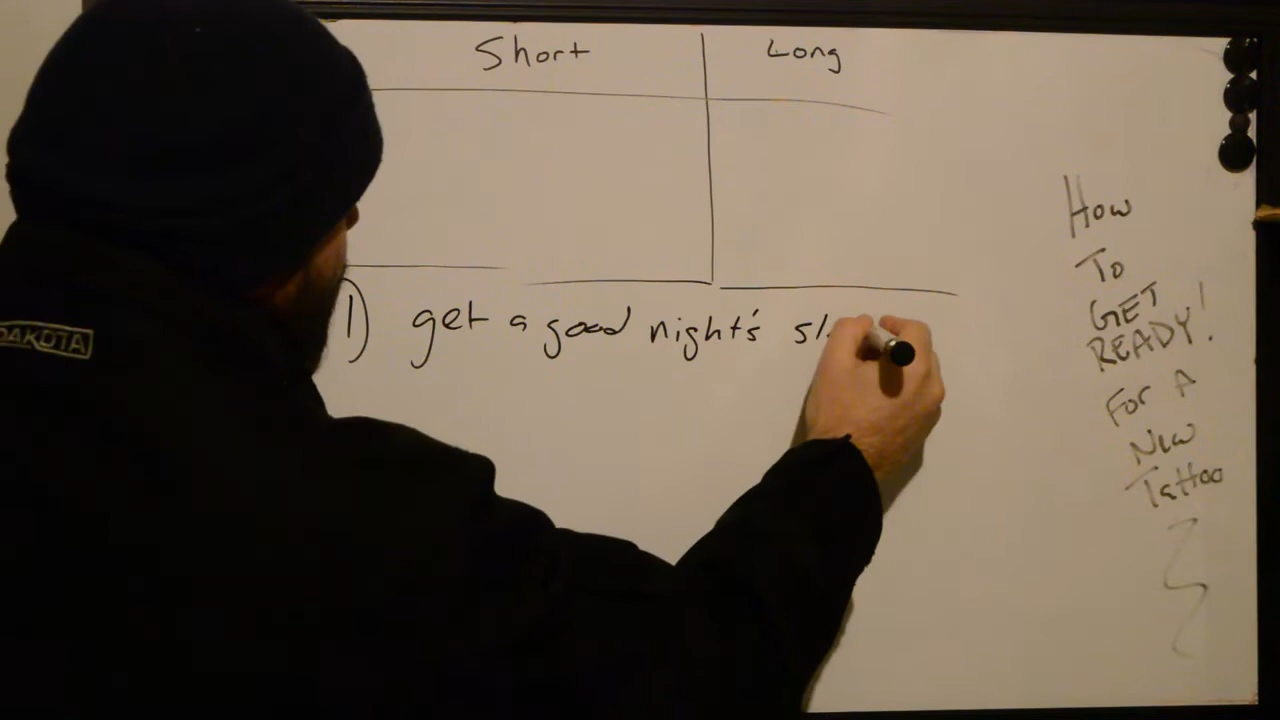 Short
Long
1) get a good night's sl
How
To
GET
READY!
For A
New
Tattoo
DAKOTA